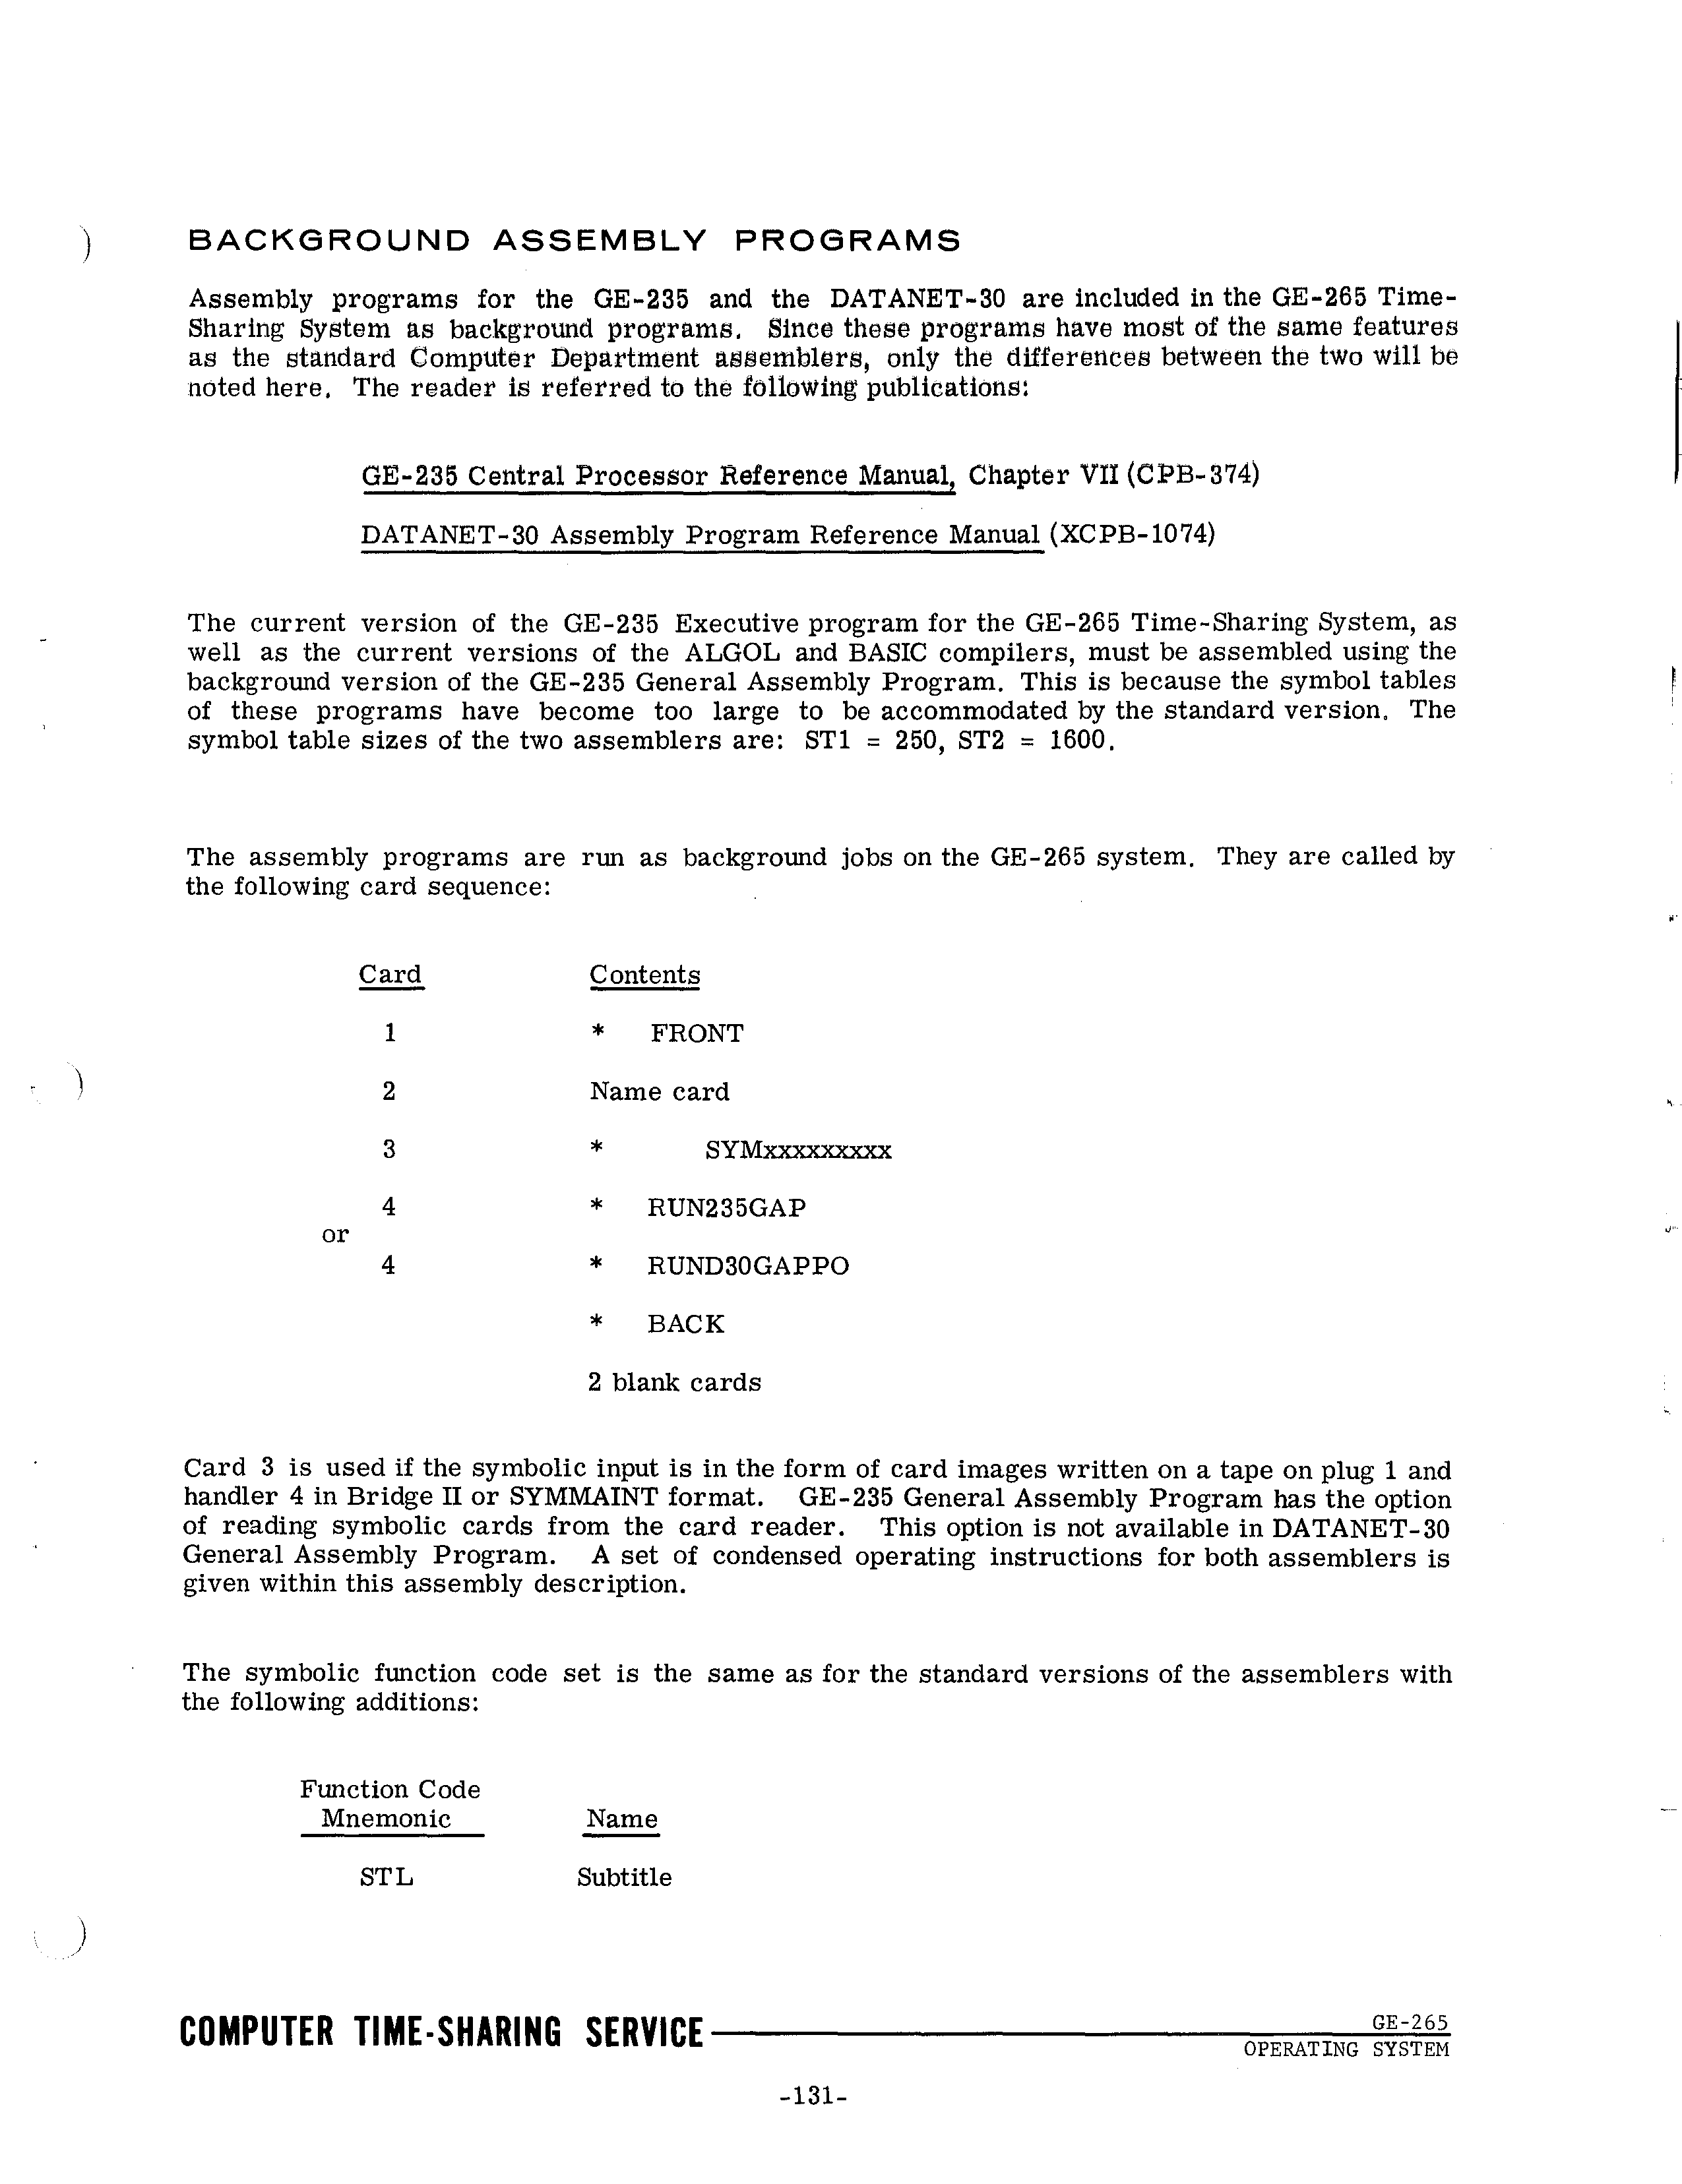 BACKGROUND ASSEMBLY PROGRAMS
Assembly programs for the GE-235 and the DATANET-30 are included in the GE-265 Time-
Sharing System as background programs. Since these programs have most of the same features
as the standard Computer Department assemblers, only the differences between the two will be
noted here. The reader is referred to the following publications:
GE-235 Central Processor Reference Manual, Chapter VII (CPB-374)
DATANET-30 Assembly Program Reference Manual (XCPB-1074)
The current version of the GE-235 Executive program for the GE-265 Time-Sharing System, as
well as the current versions of the ALGOL and BASIC compilers, must be assembled using the
background version of the GE-235 General Assembly Program. This is because the symbol tables
of these programs have become too large to be accommodated by the standard version. The
symbol table sizes of the two assemblers are: ST1 = 250, ST2 = 1600.
The assembly programs are run as background jobs on the GE-265 system. They are called by
the following card sequence:
Card Contents
1 * FRONT
2 Name card
3 * SYMxxxxxxxxxx
4 * RUN235GAP
or
4 * RUND30GAPPO
* BACK
2 blank cards
Card 3 is used if the symbolic input is in the form of card images written on a tape on plug 1 and
handler 4 in Bridge II or SYMMAINT format. GE-235 General Assembly Program has the option
of reading symbolic cards from the card reader. This option is not available in DATANET-30
General Assembly Program. A set of condensed operating instructions for both assemblers is
given within this assembly description.
The symbolic function code set is the same as for the standard versions of the assemblers with
the following additions:
Function Code
Mnemonic Name
STL Subtitle
COMPUTER TIME-SHARING SERVICE GE-265
OPERATING SYSTEM
-131-